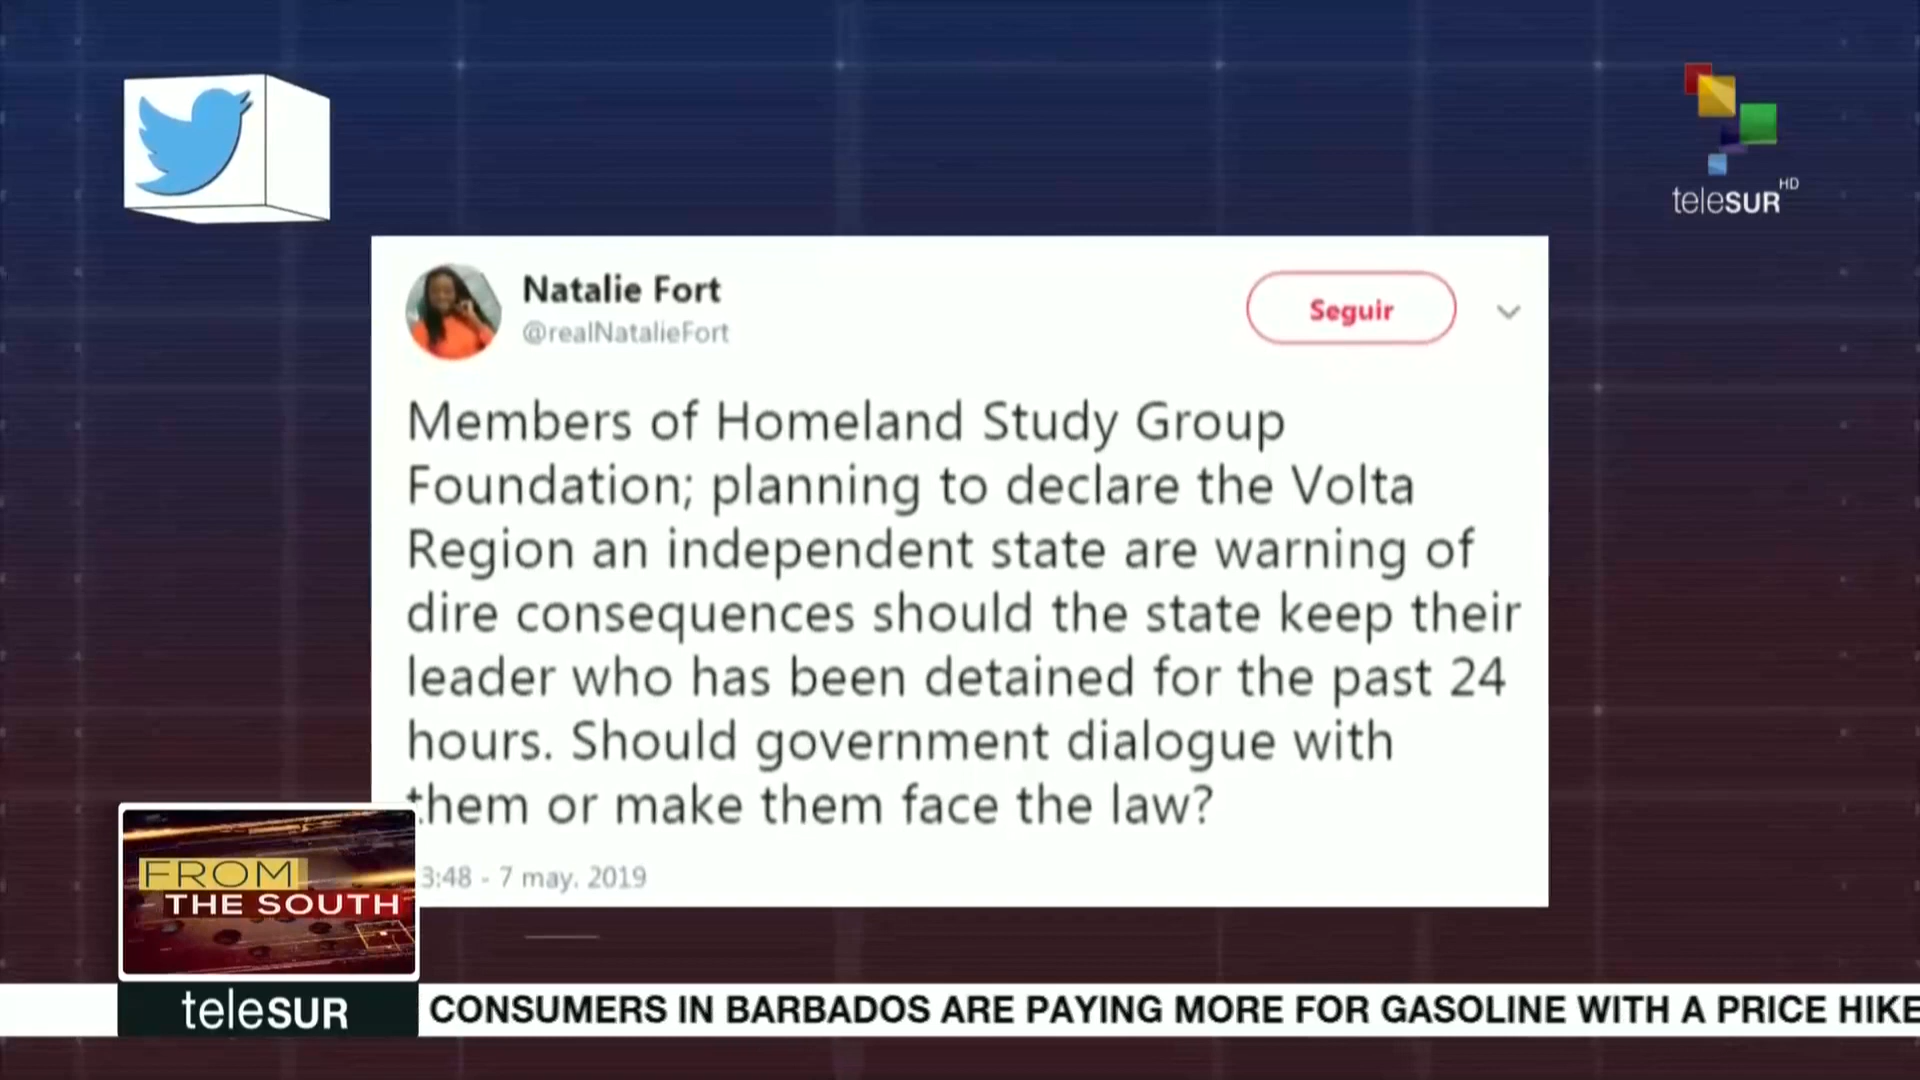 HD
teleSUR
Natalie Fort
@realNatalieFort
Seguir
Members of Homeland Study Group
Foundation; planning to declare the Volta
Region an independent state are warning of
dire consequences should the state keep their
leader who has been detained for the past 24
hours. Should government dialogue with
them or make them face the law?
3:48 - 7 may. 2019
FROM
THE SOUTH
teleSUR
CONSUMERS IN BARBADOS ARE PAYING MORE FOR GASOLINE WITH A PRICE HIKE